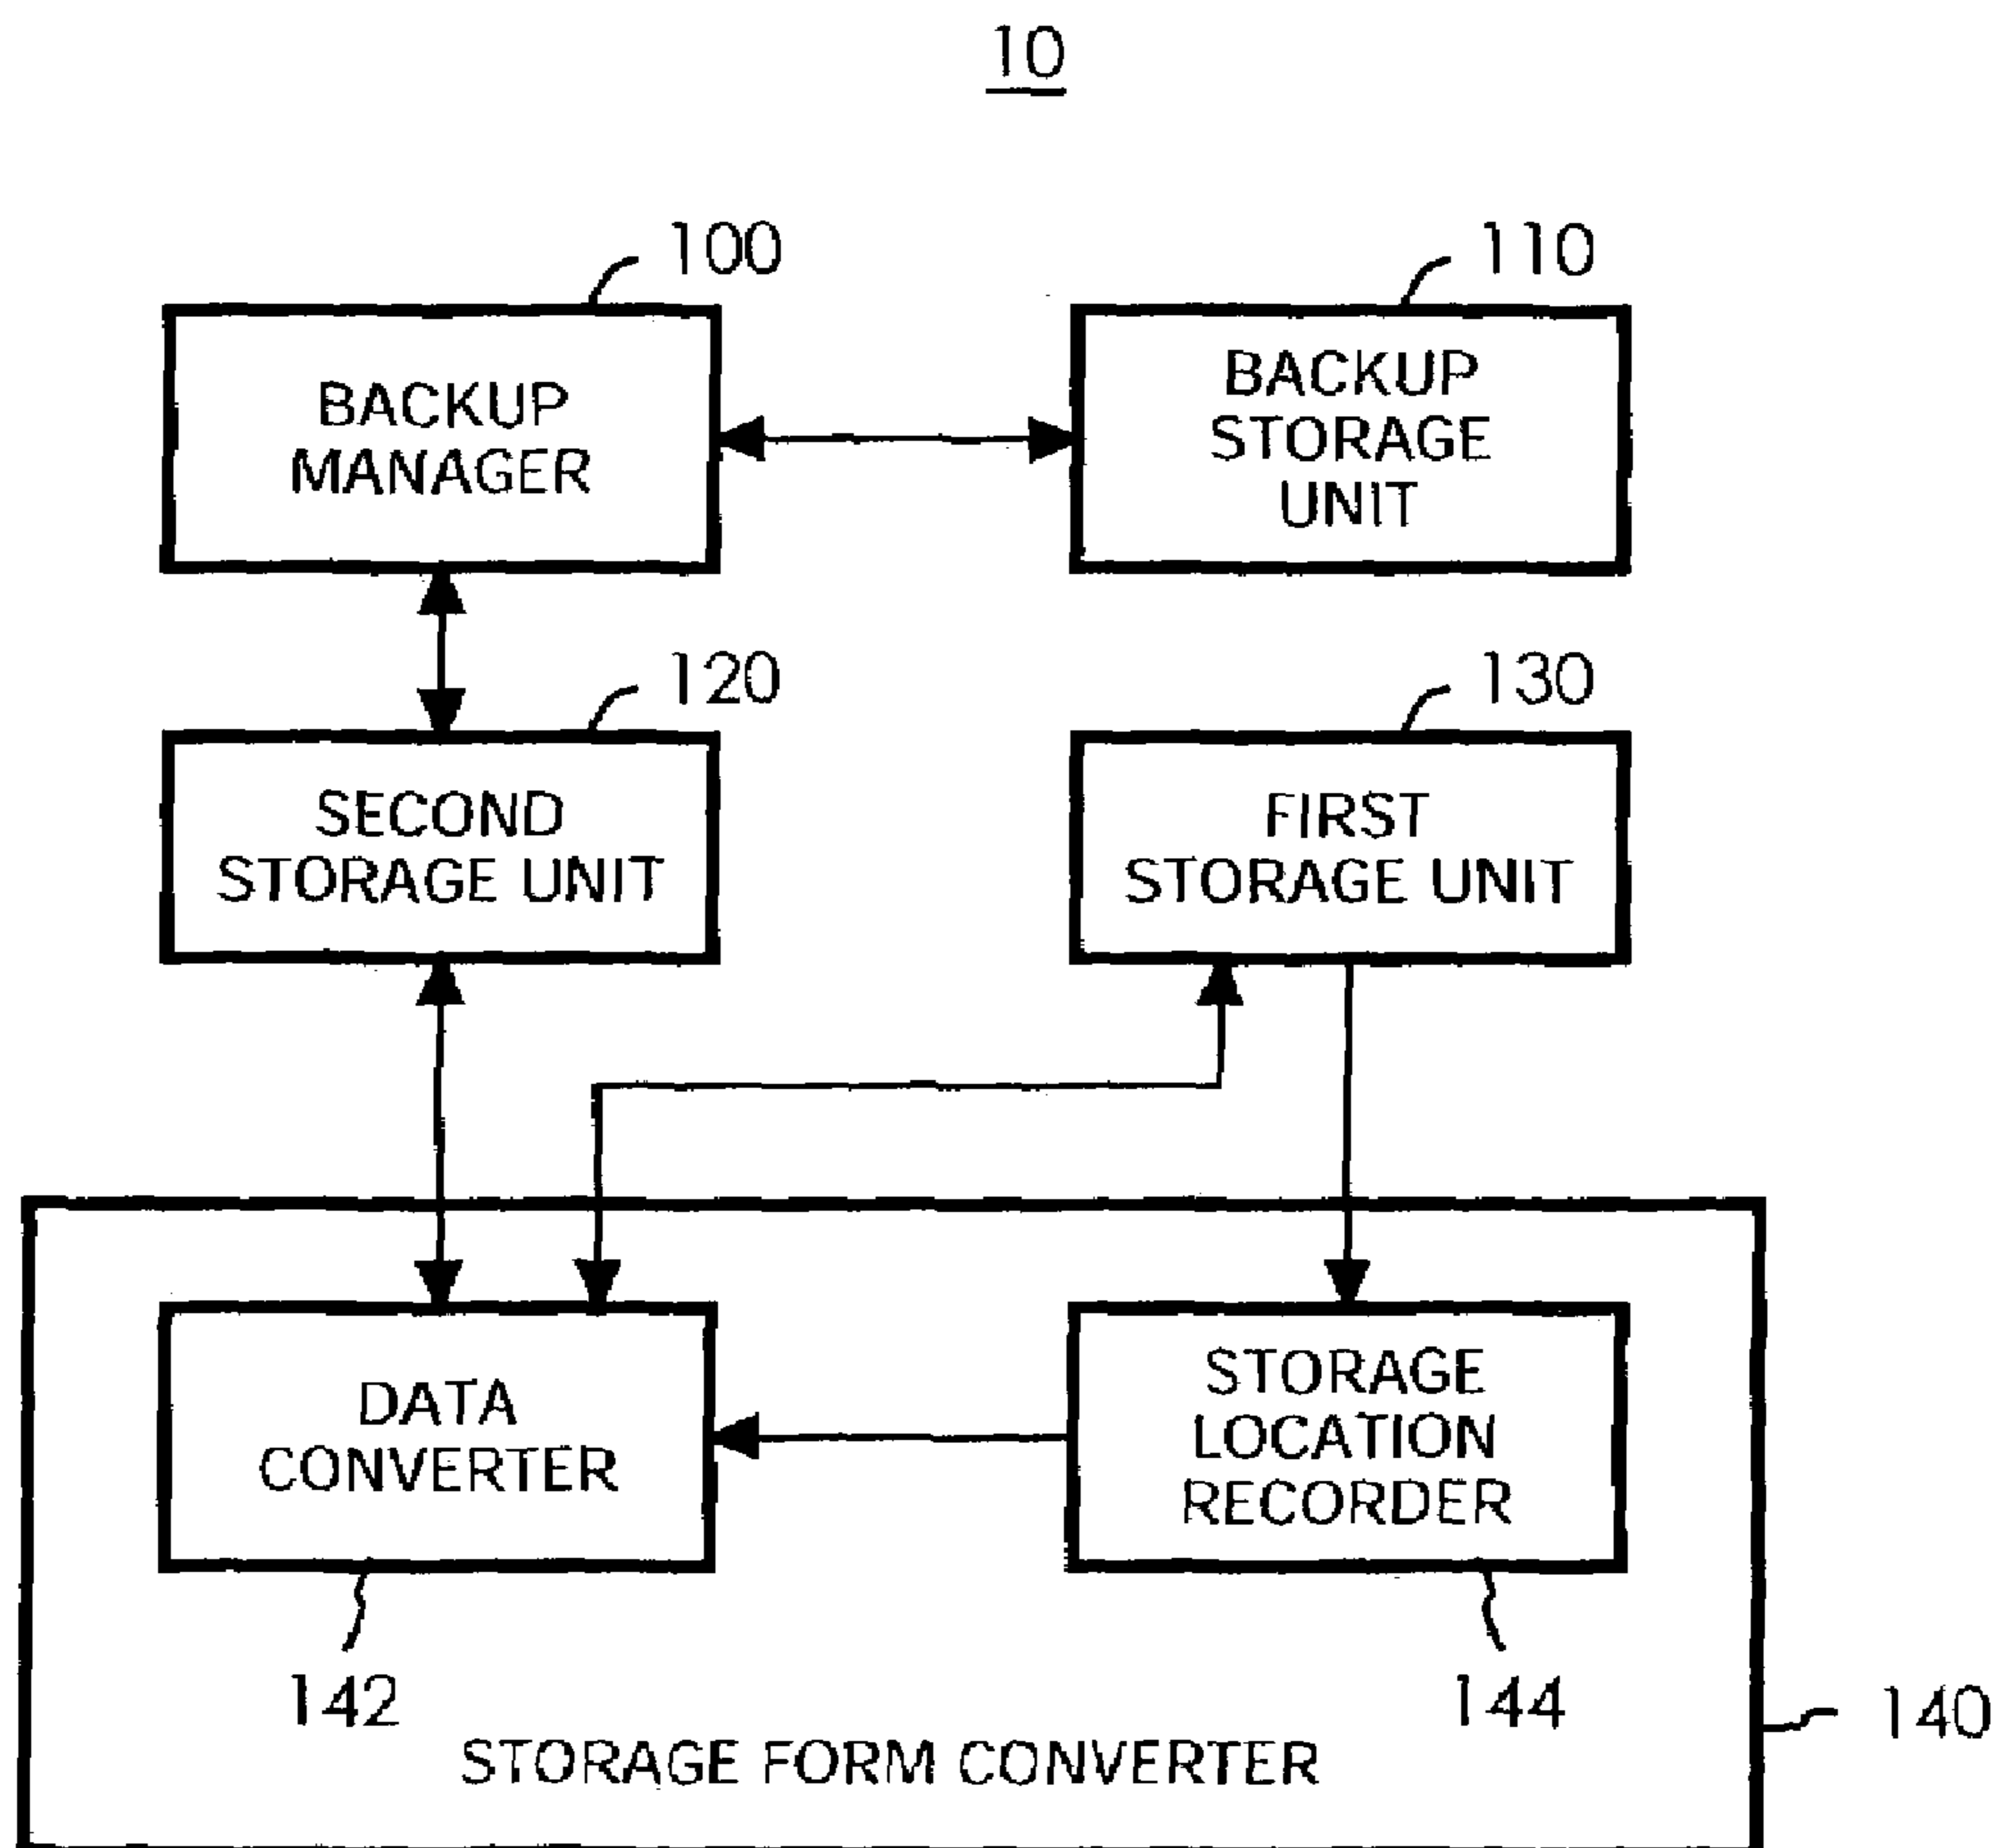 10
100
110
BACKUP
MANAGER
BACKUP
STORAGE
UNIT
120
130
SECOND
STORAGE UNIT
FIRST
STORAGE UNIT
DATA
CONVERTER
STORAGE
LOCATION
RECORDER
142
144
140
STORAGE FORM CONVERTER